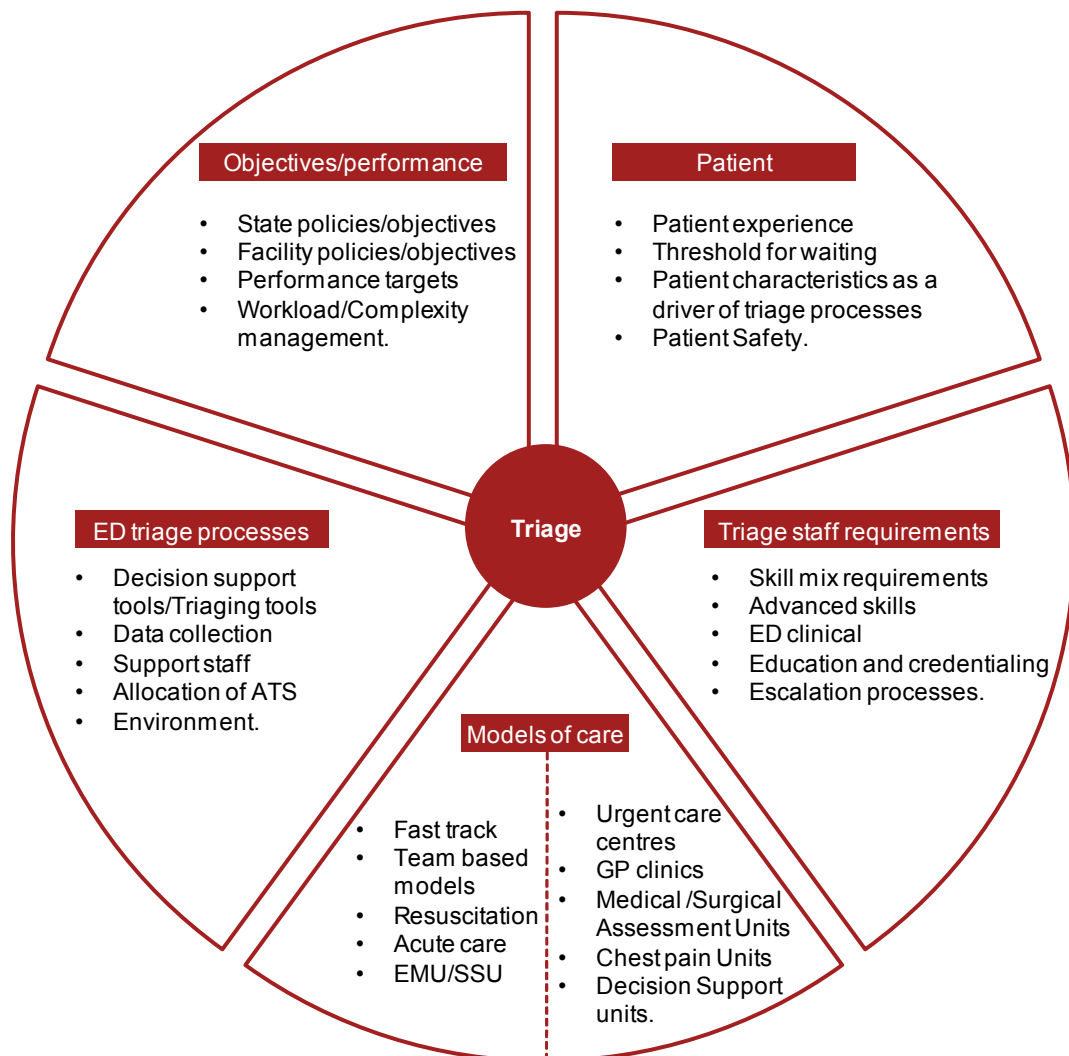 Objectives/performance
• State policies/objectives
• Facility policies/objectives
• Performance targets
• Workload/Complexity
management.
Patient
• Patient experience
• Threshold for waiting
• Patient characteristics as a
driver of triage processes
• Patient Safety.
Triage
ED triage processes
• Decision support
tools/Triaging tools
• Data collection
• Support staff
• Allocation of ATS
• Environment.
Triage staff requirements
• Skill mix requirements
• Advanced skills
• ED clinical
• Education and credentialing
• Escalation processes.
Models of care
• Fast track
• Team based
models
• Resuscitation
• Acute care
• EMU/SSU
• Urgent care
centres
• GP clinics
• Medical /Surgical
Assessment Units
• Chest pain Units
• Decision Support
units.